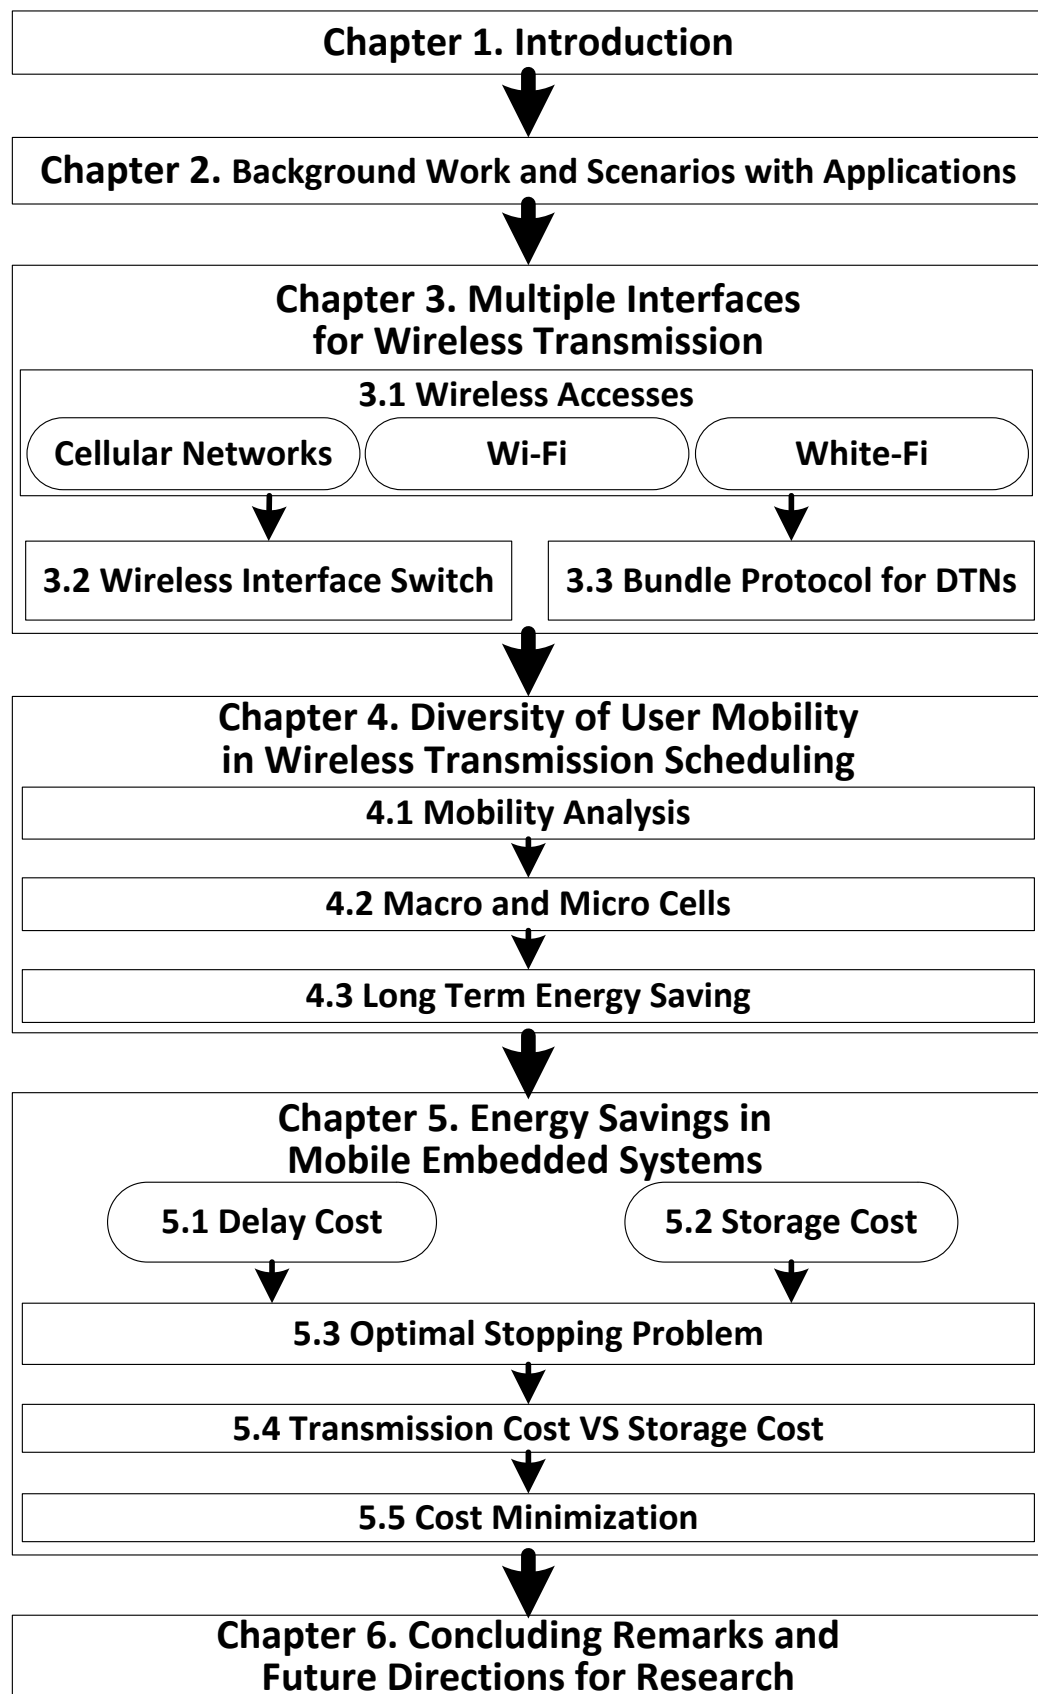 Chapter 1. Introduction
Chapter 2. Background Work and Scenarios with Applications
Chapter 3. Multiple Interfaces
for Wireless Transmission
3.1 Wireless Accesses
Cellular Networks
Wi-Fi
White-Fi
3.2 Wireless Interface Switch
3.3 Bundle Protocol for DTNs
Chapter 4. Diversity of User Mobility
in Wireless Transmission Scheduling
4.1 Mobility Analysis
4.2 Macro and Micro Cells
4.3 Long Term Energy Saving
Chapter 5. Energy Savings in
Mobile Embedded Systems
5.1 Delay Cost
5.2 Storage Cost
5.3 Optimal Stopping Problem
5.4 Transmission Cost VS Storage Cost
5.5 Cost Minimization
Chapter 6. Concluding Remarks and
Future Directions for Research